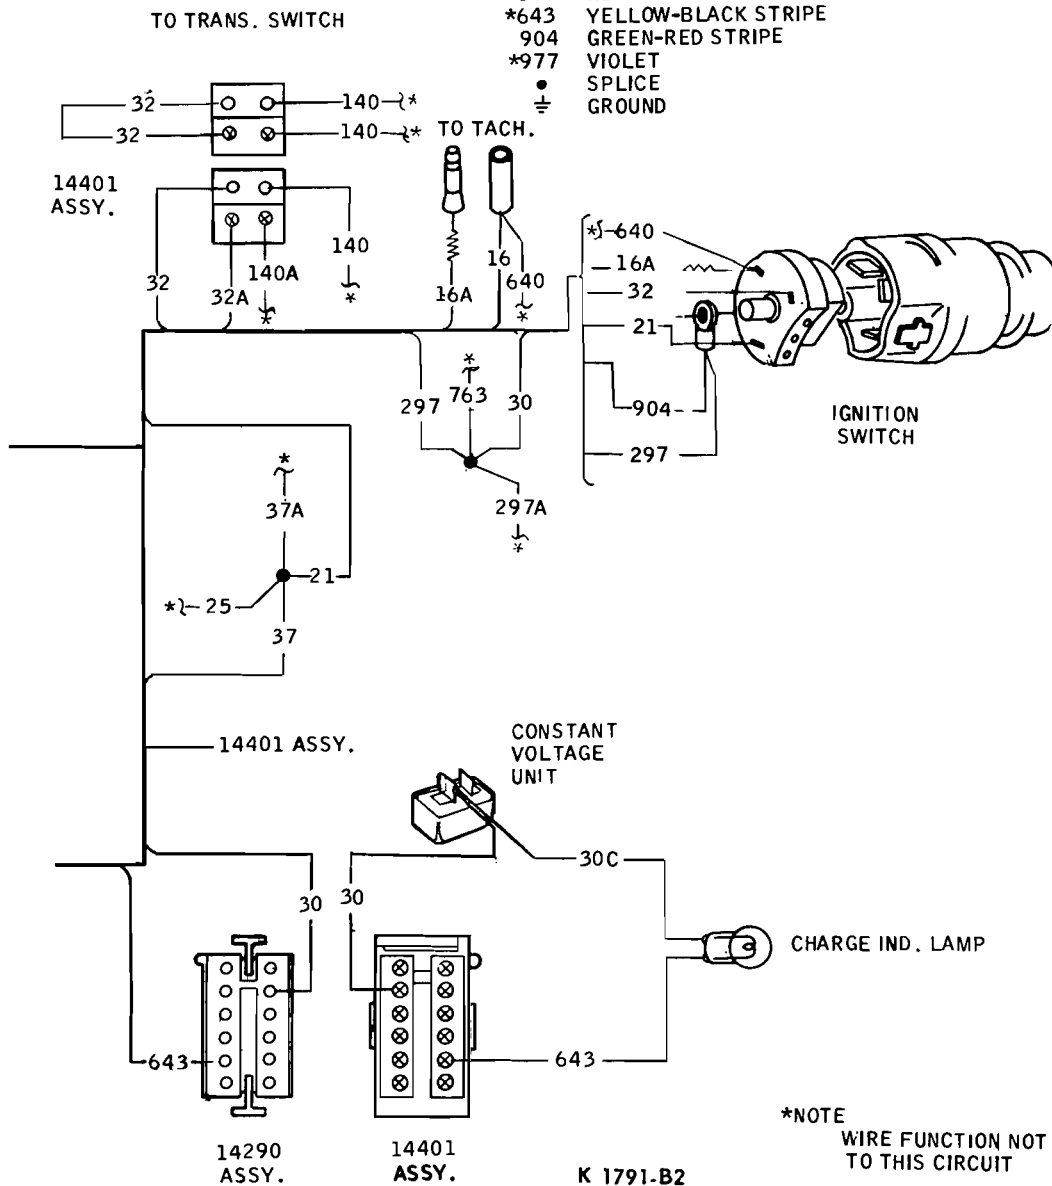 TO TRANS. SWITCH
*643 YELLOW-BLACK STRIPE
904 GREEN-RED STRIPE
*977 VIOLET
● SPLICE
⏚ GROUND
32
140 *
32
140 *
TO TACH.
14401
ASSY.
140
32
32A
140A
*
*
16A
16
640
*
* 640
16A
32
21
904
297
IGNITION
SWITCH
*
297
763
30
297A
*
*
37A
21
* 25
37
14401 ASSY.
CONSTANT
VOLTAGE
UNIT
30C
30
30
CHARGE IND. LAMP
643
643
14290
ASSY.
14401
ASSY.
K 1791-B2
*NOTE
WIRE FUNCTION NOT
TO THIS CIRCUIT